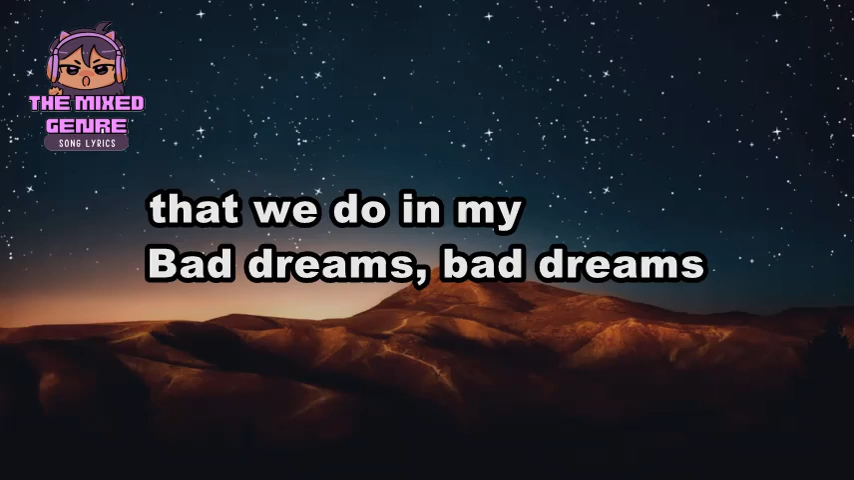 THE MIXED
GENRE
SONG LYRICS
that we do in my
Bad dreams, bad dreams